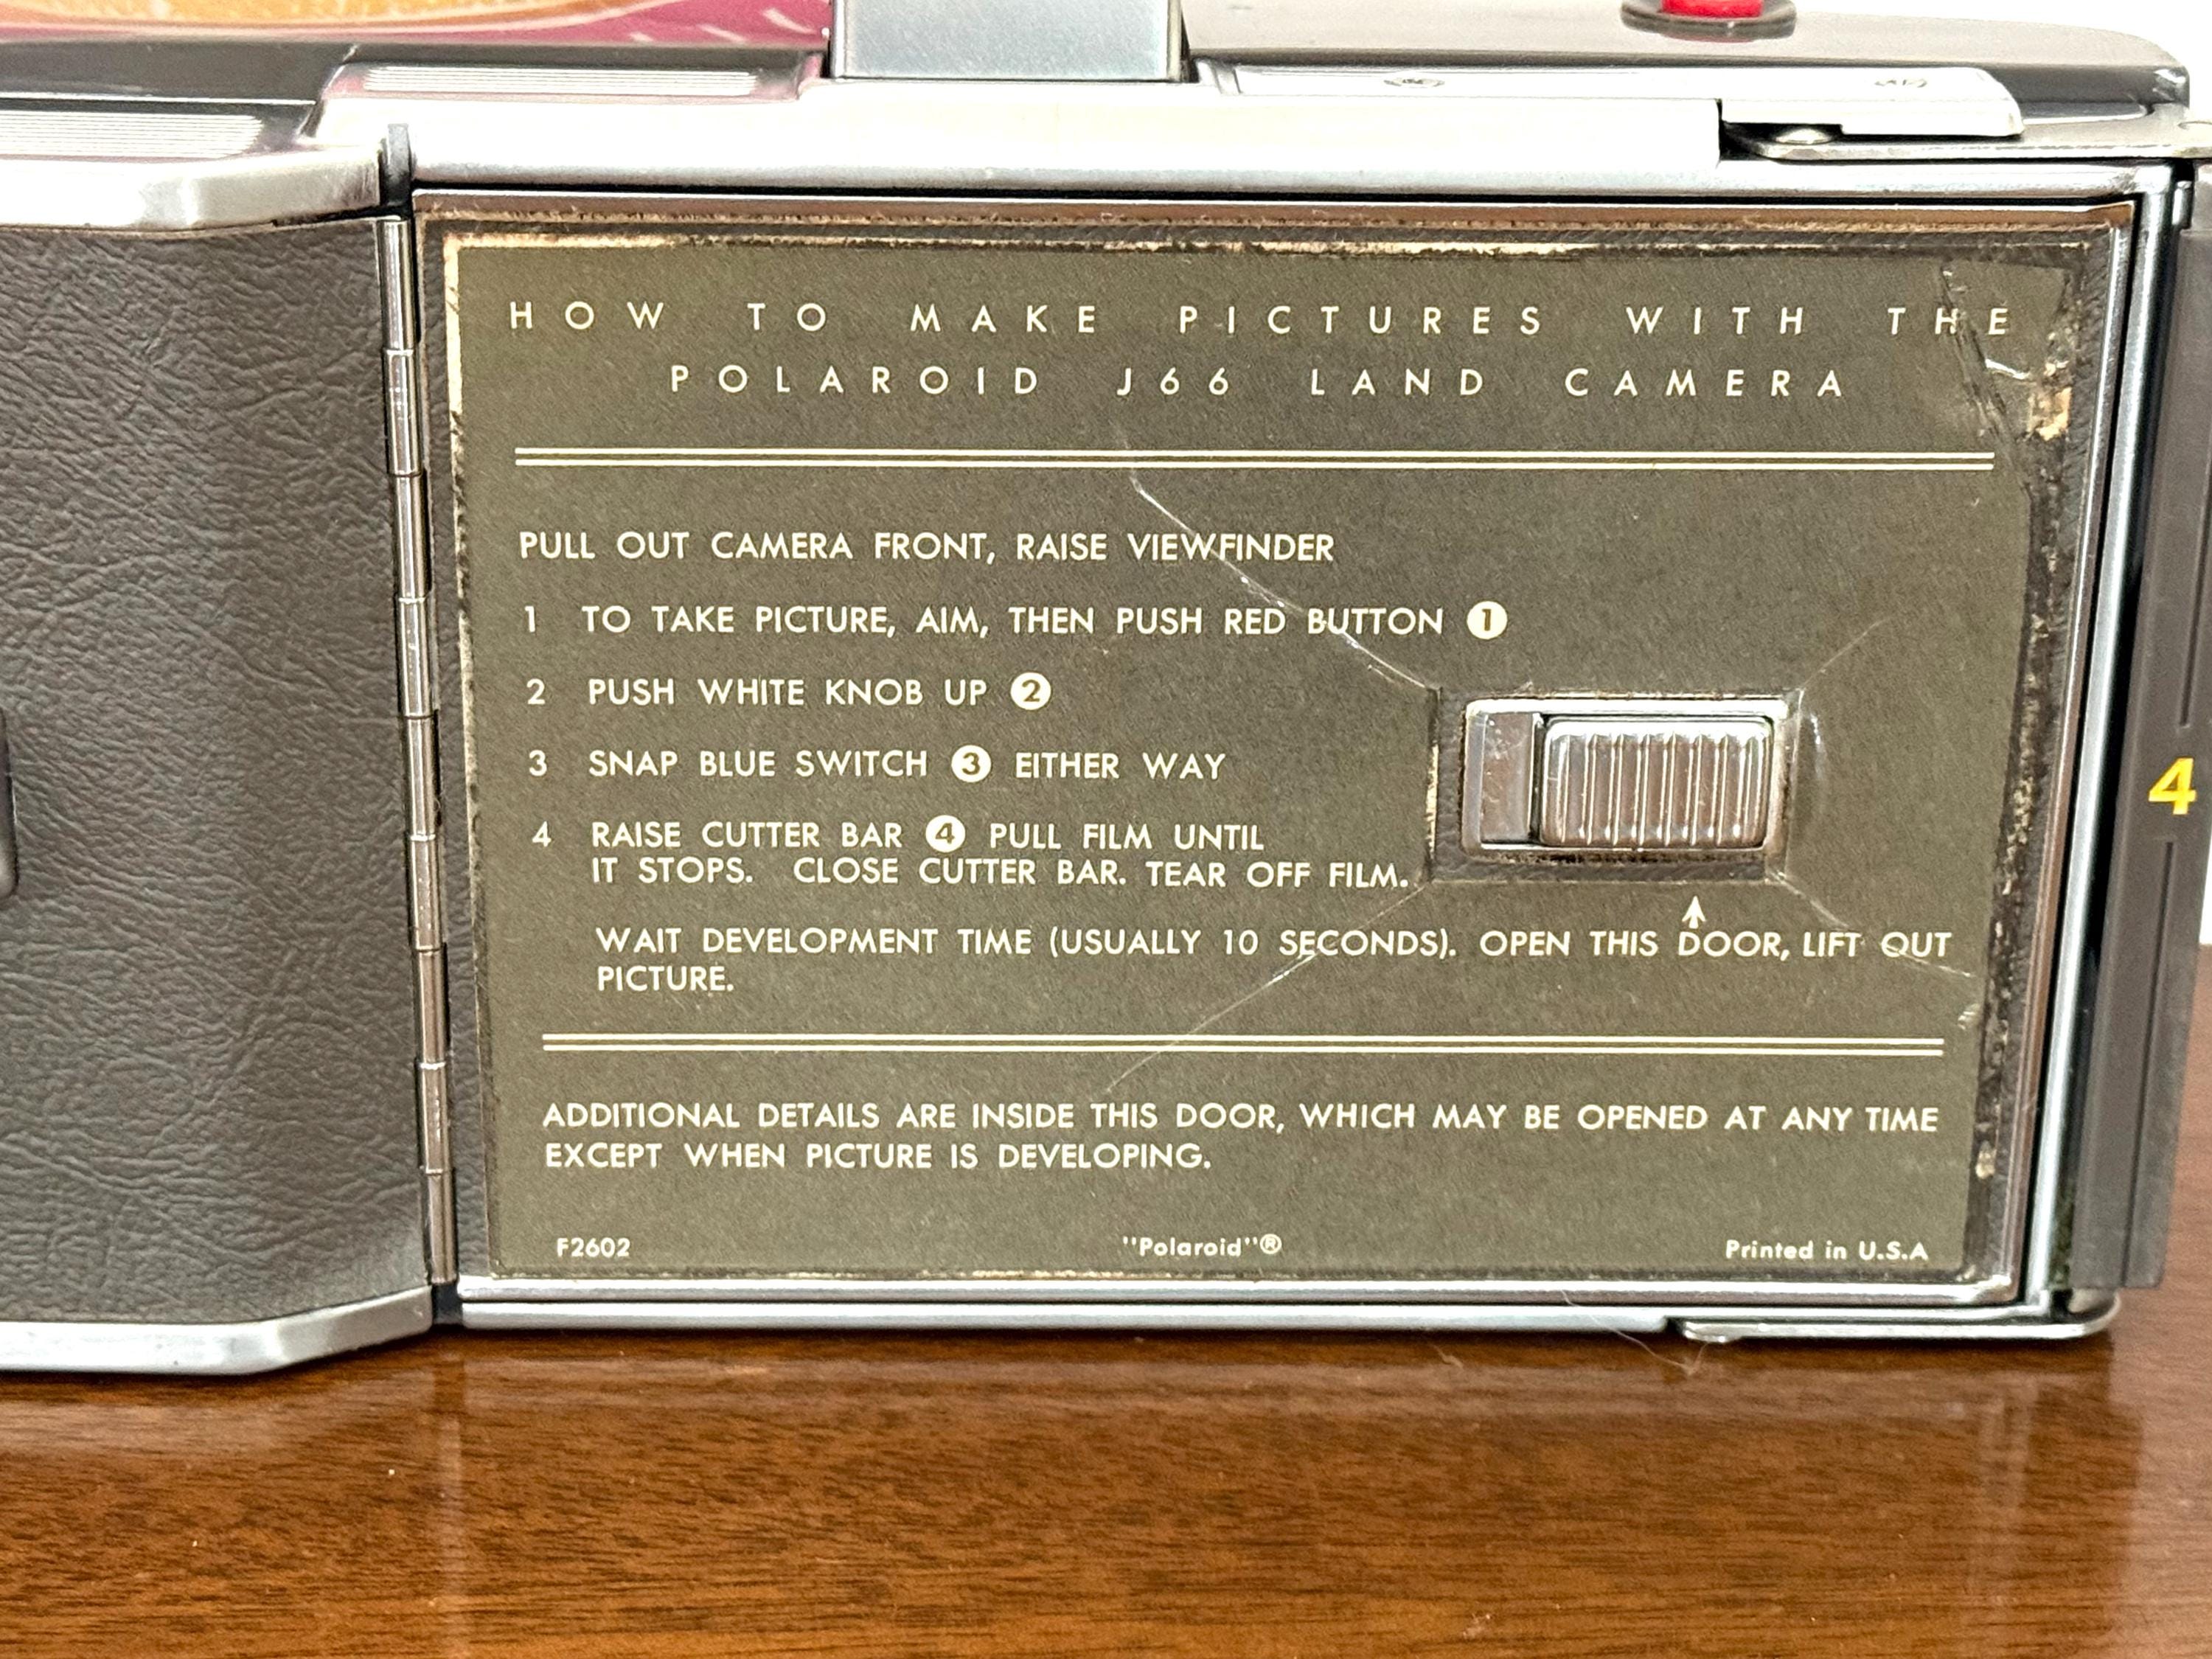 HOW TO MAKE PICTURES WITH THE
POLAROID J66 LAND CAMERA
PULL OUT CAMERA FRONT, RAISE VIEWFINDER
1 TO TAKE PICTURE, AIM, THEN PUSH RED BUTTON 1
2 PUSH WHITE KNOB UP 2
3 SNAP BLUE SWITCH 3 EITHER WAY
4 RAISE CUTTER BAR 4 PULL FILM UNTIL
IT STOPS. CLOSE CUTTER BAR. TEAR OFF FILM.
WAIT DEVELOPMENT TIME (USUALLY 10 SECONDS). OPEN THIS DOOR, LIFT OUT
PICTURE.
ADDITIONAL DETAILS ARE INSIDE THIS DOOR, WHICH MAY BE OPENED AT ANY TIME
EXCEPT WHEN PICTURE IS DEVELOPING.
F2602 "Polaroid"® Printed in U.S.A
4